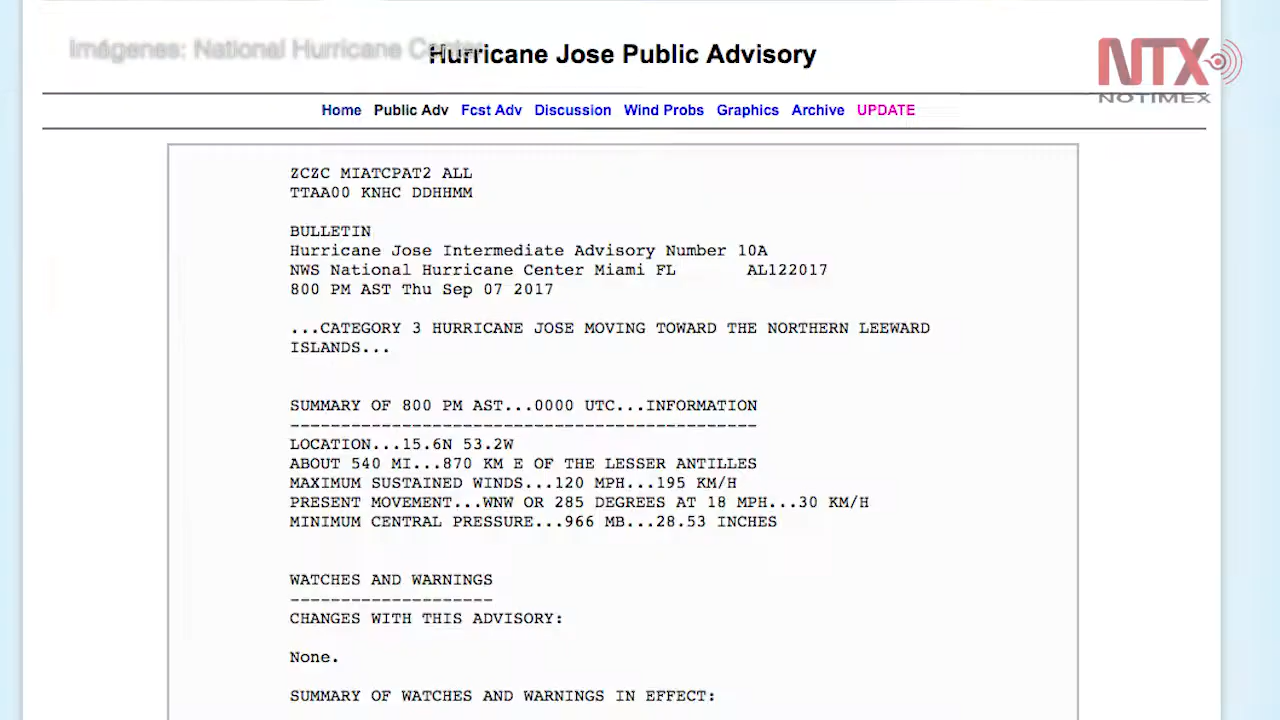 Imágenes: National Hurricane Center
Hurricane Jose Public Advisory
NTX
NOTIMEX
Home Public Adv Fcst Adv Discussion Wind Probs Graphics Archive UPDATE
ZCZC MIATCPAT2 ALL
TTAA00 KNHC DDHHMM
BULLETIN
Hurricane Jose Intermediate Advisory Number 10A
NWS National Hurricane Center Miami FL AL122017
800 PM AST Thu Sep 07 2017
...CATEGORY 3 HURRICANE JOSE MOVING TOWARD THE NORTHERN LEEWARD
ISLANDS...
SUMMARY OF 800 PM AST...0000 UTC...INFORMATION
----------------------------------------------
LOCATION...15.6N 53.2W
ABOUT 540 MI...870 KM E OF THE LESSER ANTILLES
MAXIMUM SUSTAINED WINDS...120 MPH...195 KM/H
PRESENT MOVEMENT...WNW OR 285 DEGREES AT 18 MPH...30 KM/H
MINIMUM CENTRAL PRESSURE...966 MB...28.53 INCHES
WATCHES AND WARNINGS
--------------------
CHANGES WITH THIS ADVISORY:
None.
SUMMARY OF WATCHES AND WARNINGS IN EFFECT: